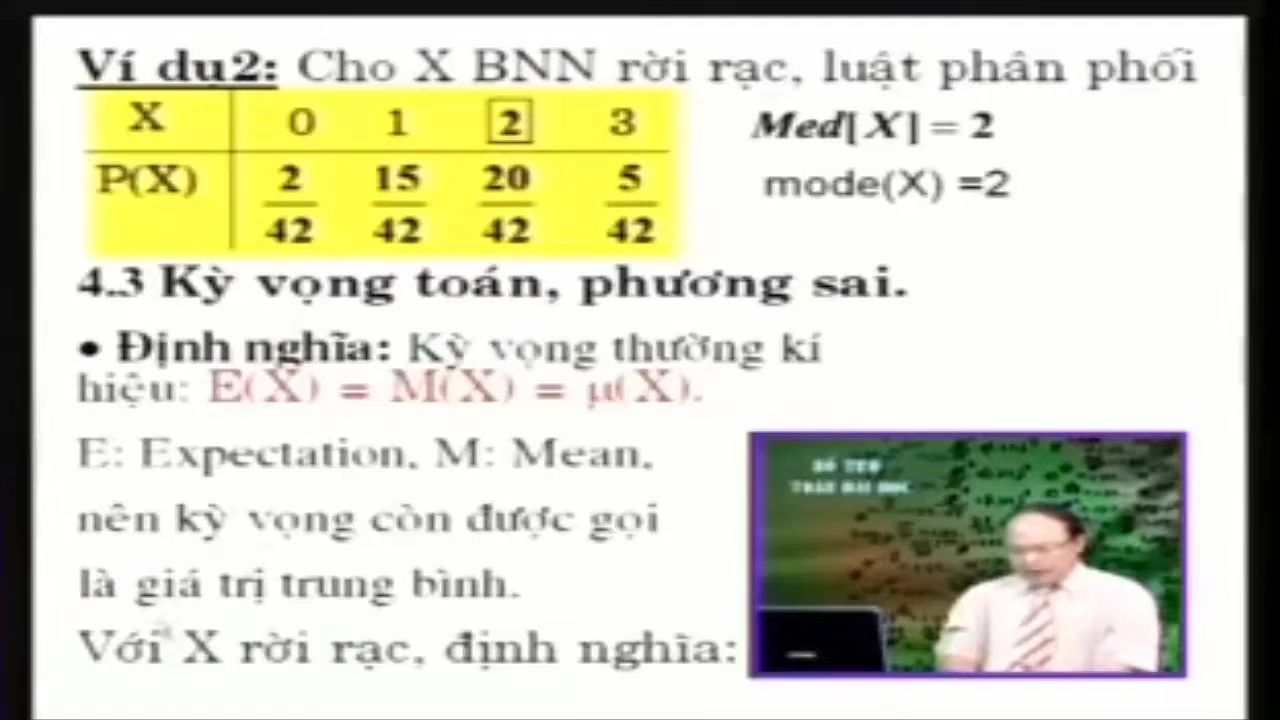 Ví dụ2: Cho X BNN rời rạc, luật phân phối
X 0 1 2 3
P(X) 2/42 15/42 20/42 5/42
Med[X] = 2
mode(X) =2
4.3 Kỳ vọng toán, phương sai.
• Định nghĩa: Kỳ vọng thường kí
hiệu: E(X) = M(X) = μ(X).
E: Expectation, M: Mean,
nên kỳ vọng còn được gọi
là giá trị trung bình.
Với X rời rạc, định nghĩa: